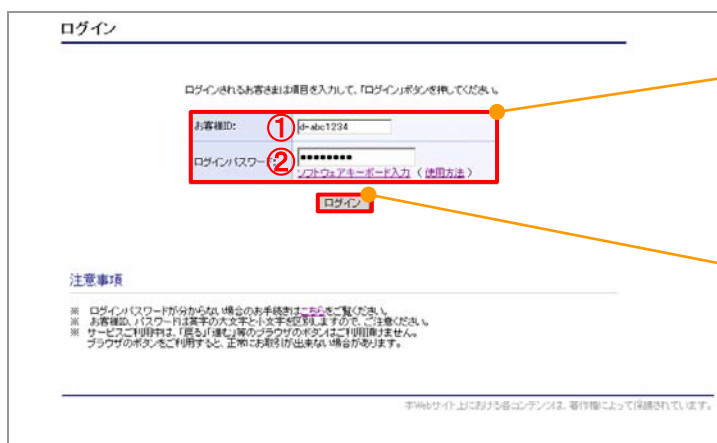 ログイン
ログインされるお客さまは項目を入力して、「ログイン」ボタンを押してください。
お客様ID: ① d-abc1234
ログインパスワード: ② ●●●●●●●●
ソフトウェアキーボード入力 ( 使用方法 )
ログイン
注意事項
※ ログインパスワードが分からない場合のお手続きはこちらをご覧ください。
※ お客様ID、パスワードは英字の大文字と小文字を区別しますので、ご注意ください。
※ サービスご利用中は、「戻る」「進む」等のブラウザのボタンはご利用頂けません。
ブラウザのボタンをご利用すると、正常にお取引が出来ない場合があります。
本Webサイト上における各コンテンツは、著作権によって保護されています。